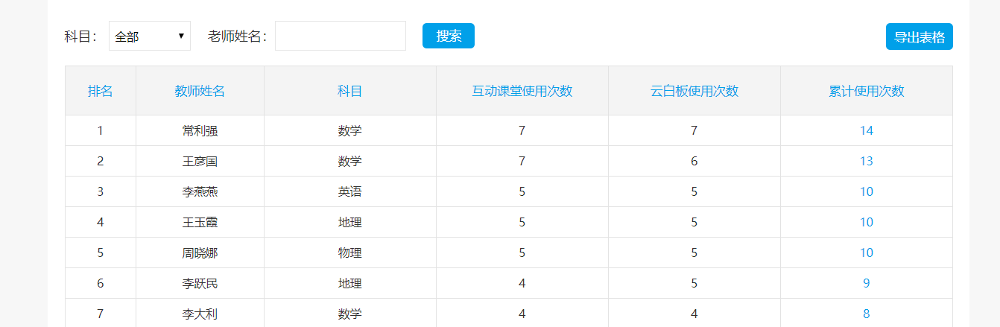 科目： 全部 ▼ 老师姓名： 搜索 导出表格
排名 教师姓名 科目 互动课堂使用次数 云白板使用次数 累计使用次数
1 常利强 数学 7 7 14
2 王彦国 数学 7 6 13
3 李燕燕 英语 5 5 10
4 王玉霞 地理 5 5 10
5 周晓娜 物理 5 5 10
6 李跃民 地理 4 5 9
7 李大利 数学 4 4 8